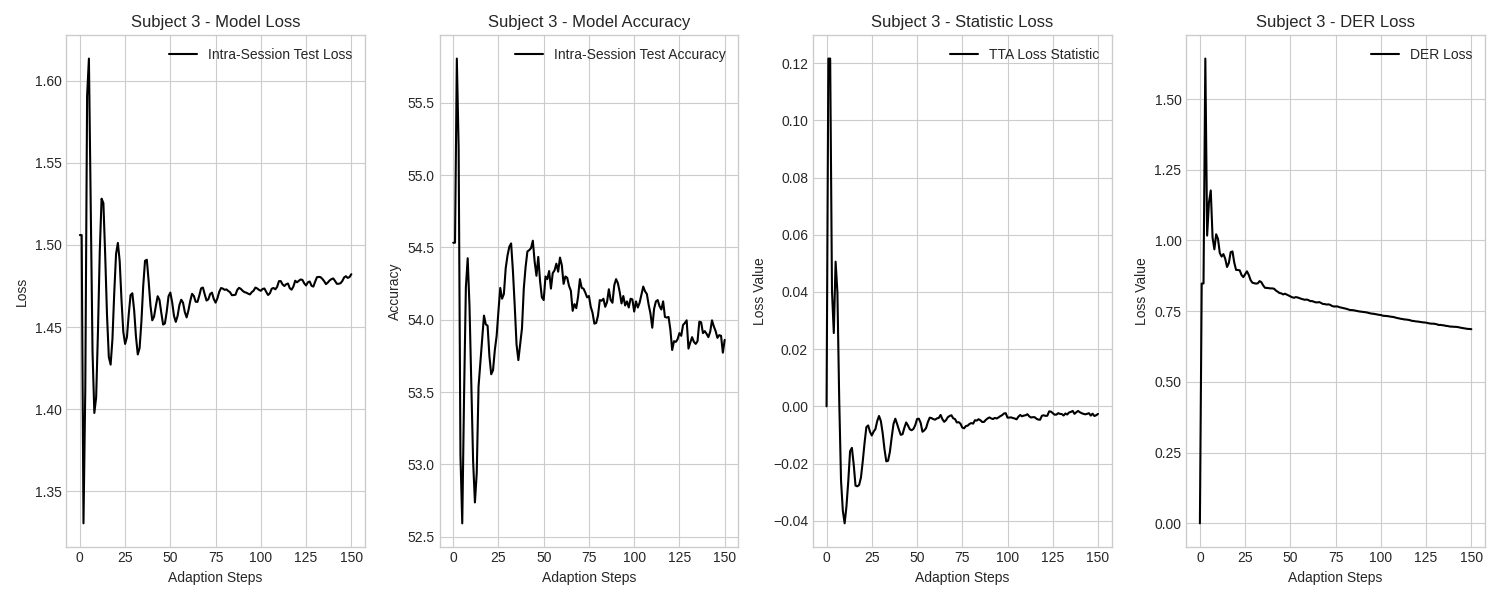 Subject 3 - Model Loss
Intra-Session Test Loss
1.60
1.55
1.50
1.45
1.40
1.35
Loss
0 25 50 75 100 125 150
Adaption Steps
Subject 3 - Model Accuracy
Intra-Session Test Accuracy
55.5
55.0
54.5
54.0
53.5
53.0
52.5
Accuracy
0 25 50 75 100 125 150
Adaption Steps
Subject 3 - Statistic Loss
TTA Loss Statistic
0.12
0.10
0.08
0.06
0.04
0.02
0.00
−0.02
−0.04
Loss Value
0 25 50 75 100 125 150
Adaption Steps
Subject 3 - DER Loss
DER Loss
1.50
1.25
1.00
0.75
0.50
0.25
0.00
Loss Value
0 25 50 75 100 125 150
Adaption Steps